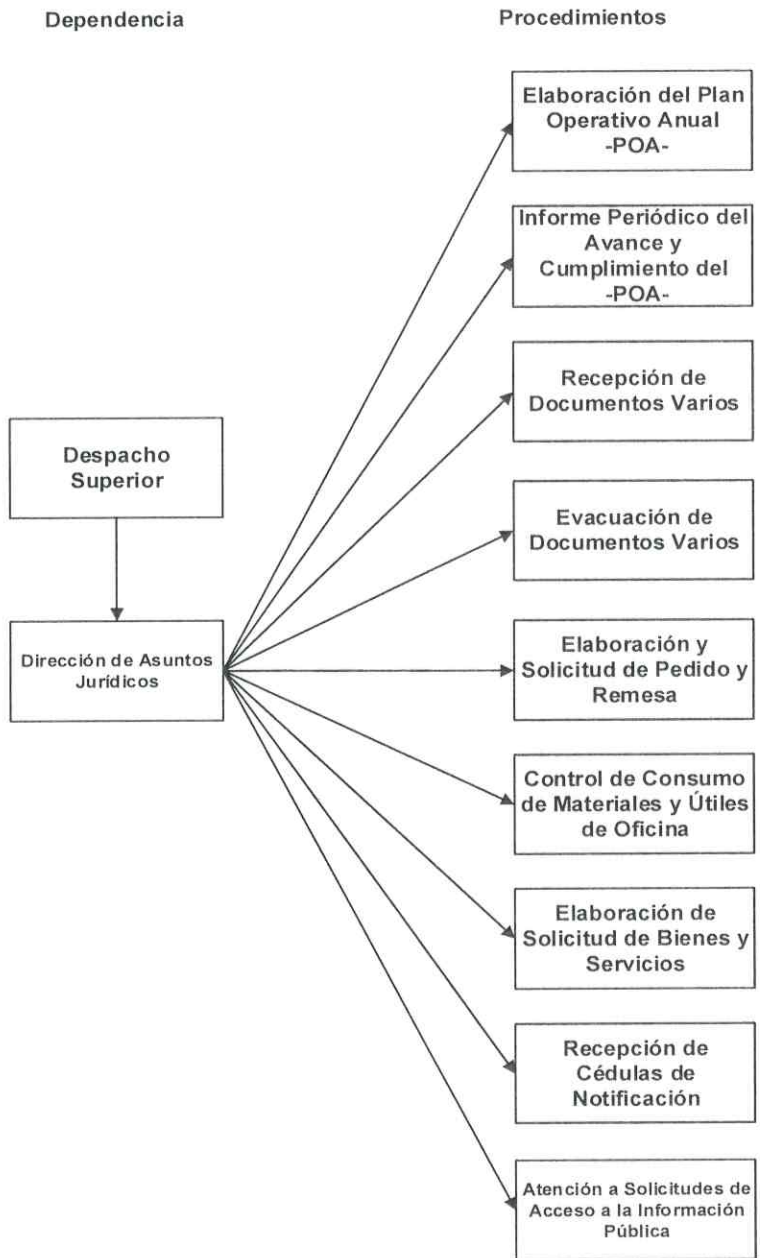 Dependencia
Procedimientos
Elaboración del Plan
Operativo Anual
-POA-
Informe Periódico del
Avance y
Cumplimiento del
-POA-
Recepción de
Documentos Varios
Despacho
Superior
Evacuación de
Documentos Varios
Dirección de Asuntos
Jurídicos
Elaboración y
Solicitud de Pedido y
Remesa
Control de Consumo
de Materiales y Útiles
de Oficina
Elaboración de
Solicitud de Bienes y
Servicios
Recepción de
Cédulas de
Notificación
Atención a Solicitudes de
Acceso a la Información
Pública